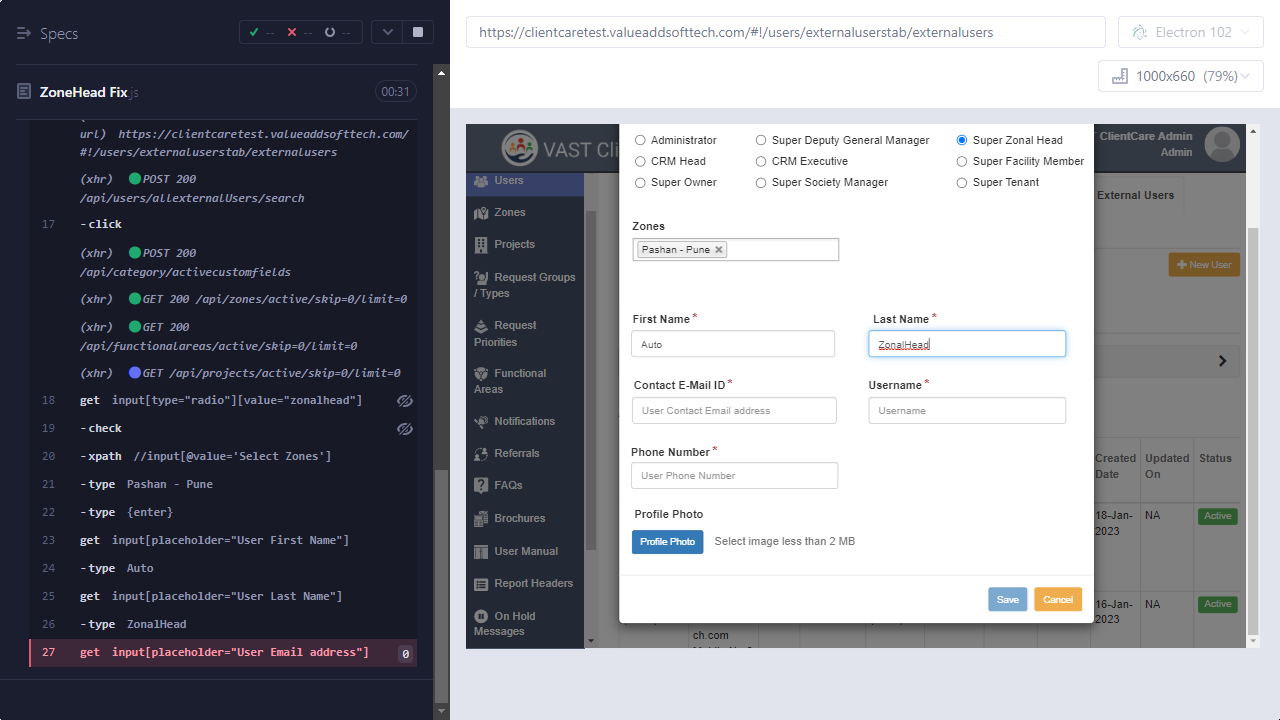 Specs
-- -- --
ZoneHead Fix.js 00:31
url) https://clientcaretest.valueaddsofttech.com/
#!/users/externaluserstab/externalusers
(xhr) POST 200
/api/users/allexternalUsers/search
17 -click
(xhr) POST 200
/api/category/activecustomfields
(xhr) GET 200 /api/zones/active/skip=0/limit=0
(xhr) GET 200
/api/functionalareas/active/skip=0/limit=0
(xhr) GET /api/projects/active/skip=0/limit=0
18 get input[type="radio"][value="zonalhead"]
19 -check
20 -xpath //input[@value='Select Zones']
21 -type Pashan - Pune
22 -type {enter}
23 get input[placeholder="User First Name"]
24 -type Auto
25 get input[placeholder="User Last Name"]
26 -type ZonalHead
27 get input[placeholder="User Email address"] 0
https://clientcaretest.valueaddsofttech.com/#!/users/externaluserstab/externalusers
Electron 102
1000x660 (79%)
VAST Cli
ST ClientCare Admin
Admin
Users
Zones
Projects
Request Groups
/ Types
Request
Priorities
Functional
Areas
Notifications
Referrals
FAQs
Brochures
User Manual
Report Headers
On Hold
Messages
Administrator Super Deputy General Manager Super Zonal Head
CRM Head CRM Executive Super Facility Member
Super Owner Super Society Manager Super Tenant
Zones
Pashan - Pune
First Name* Last Name*
Auto ZonalHead
Contact E-Mail ID* Username*
User Contact Email address Username
Phone Number*
User Phone Number
Profile Photo
Profile Photo Select image less than 2 MB
Save Cancel
External Users
New User
Created
Date
Updated
On
Status
18-Jan-
2023
NA Active
16-Jan-
2023
NA Active
ch.com